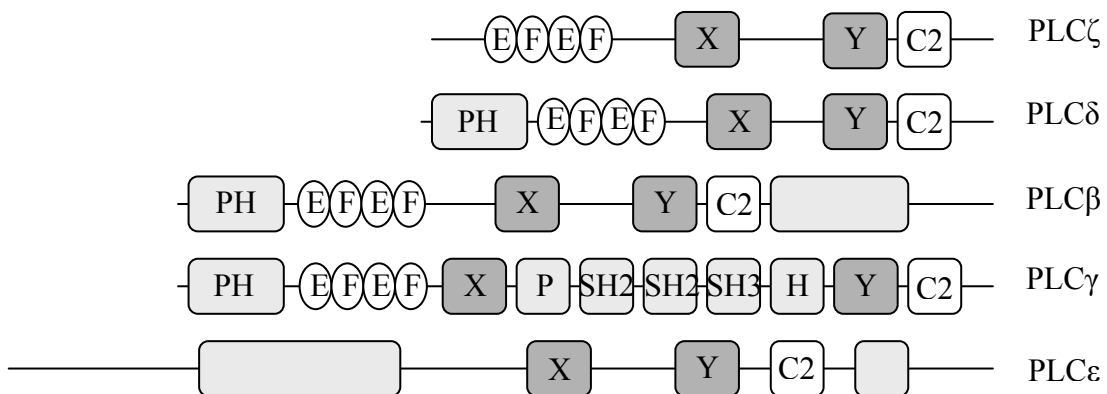 E F E F X Y C2 PLCζ
PH E F E F X Y C2 PLCδ
PH E F E F X Y C2 PLCβ
PH E F E F X P SH2 SH2 SH3 H Y C2 PLCγ
X Y C2 PLCε